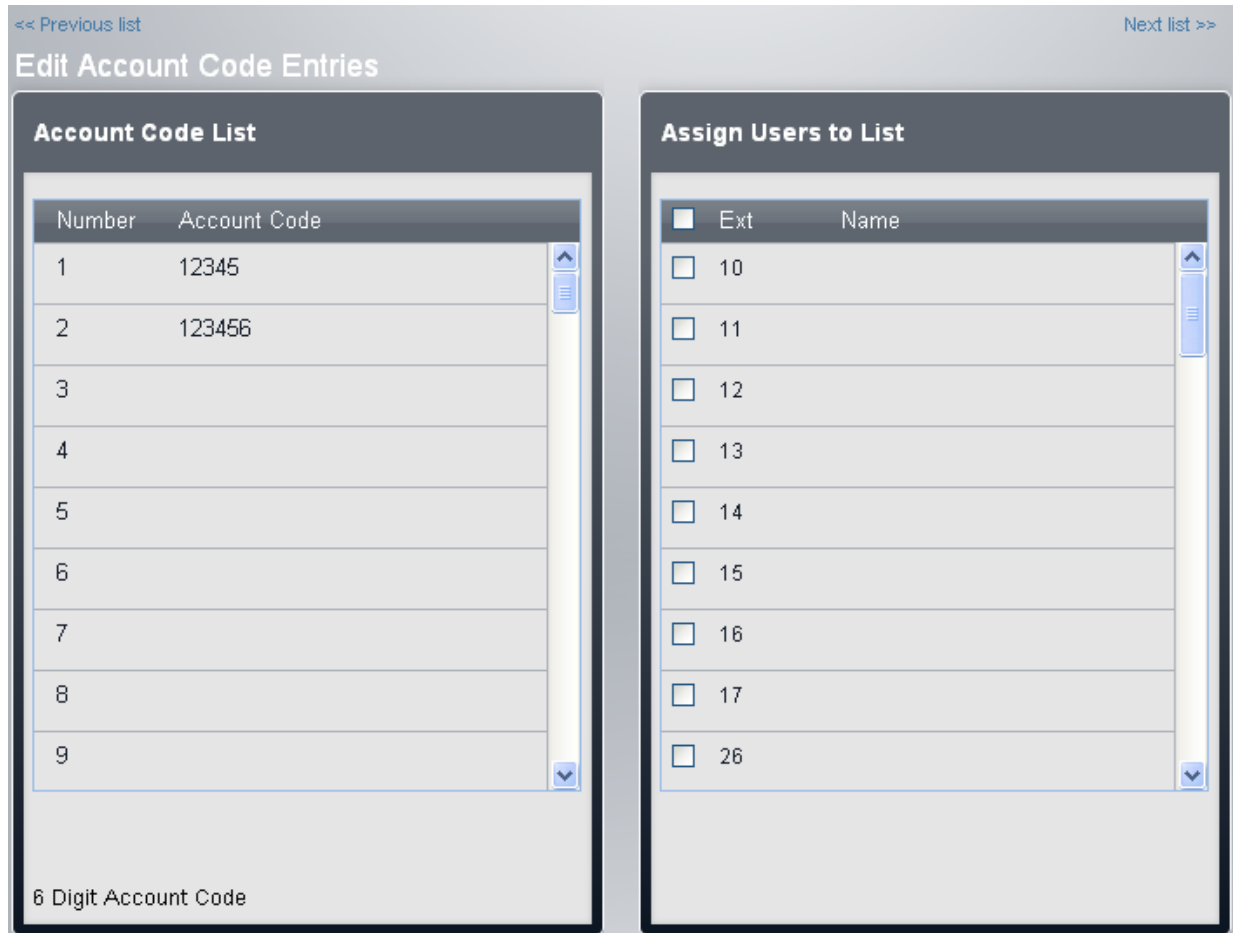 << Previous list
Next list >>
Edit Account Code Entries
Account Code List
Number Account Code
1 12345
2 123456
3
4
5
6
7
8
9
6 Digit Account Code
Assign Users to List
Ext Name
10
11
12
13
14
15
16
17
26